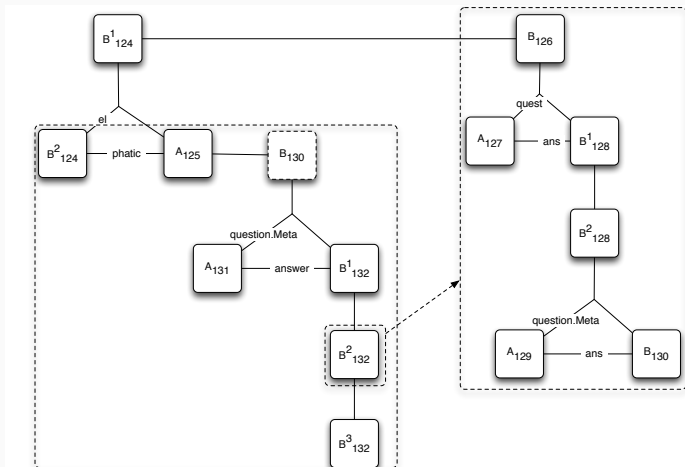 B¹₁₂₄
B₁₂₆
el
quest
B²₁₂₄
phatic
A₁₂₅
B₁₃₀
A₁₂₇
ans
B¹₁₂₈
B²₁₂₈
question.Meta
A₁₃₁
answer
B¹₁₃₂
question.Meta
B²₁₃₂
A₁₂₉
ans
B₁₃₀
B³₁₃₂